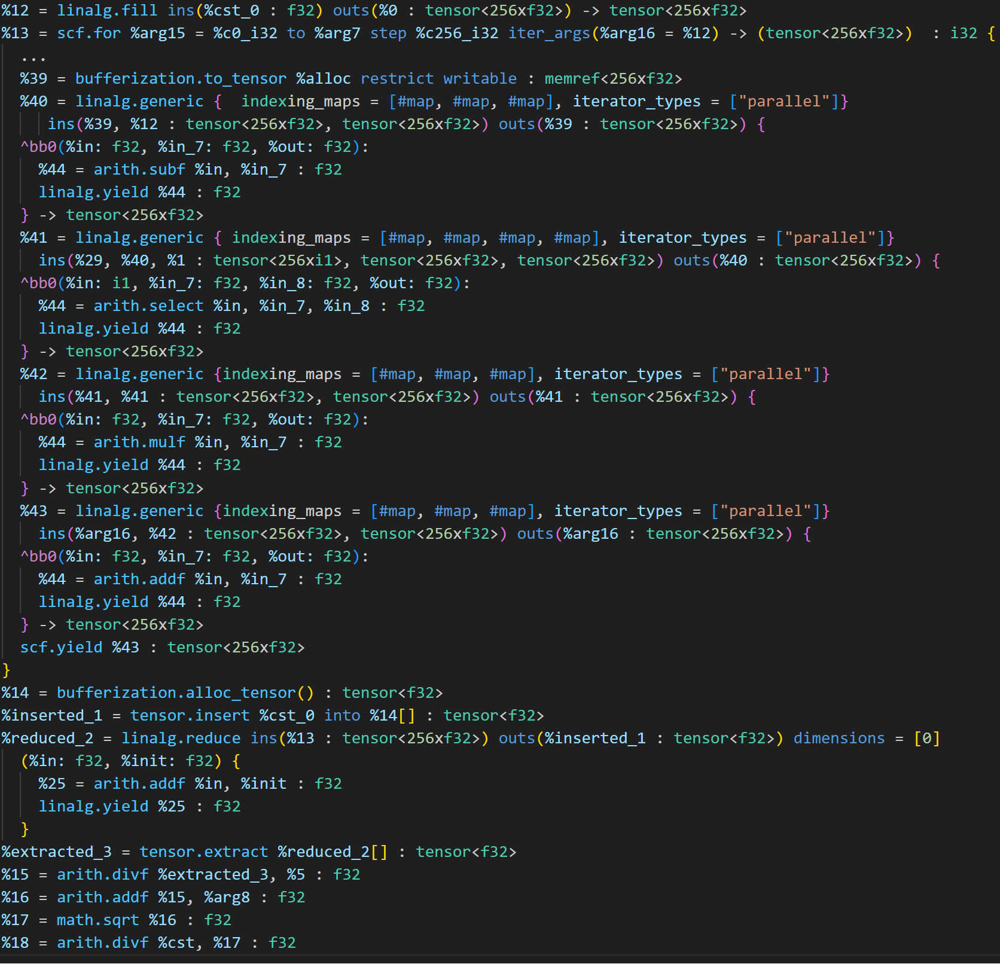 %12 = linalg.fill ins(%cst_0 : f32) outs(%0 : tensor<256xf32>) -> tensor<256xf32>
%13 = scf.for %arg15 = %c0_i32 to %arg7 step %c256_i32 iter_args(%arg16 = %12) -> (tensor<256xf32>)  : i32 {
  ...
  %39 = bufferization.to_tensor %alloc restrict writable : memref<256xf32>
  %40 = linalg.generic {  indexing_maps = [#map, #map, #map], iterator_types = ["parallel"]}
     ins(%39, %12 : tensor<256xf32>, tensor<256xf32>) outs(%39 : tensor<256xf32>) {
  ^bb0(%in: f32, %in_7: f32, %out: f32):
    %44 = arith.subf %in, %in_7 : f32
    linalg.yield %44 : f32
  } -> tensor<256xf32>
  %41 = linalg.generic { indexing_maps = [#map, #map, #map, #map], iterator_types = ["parallel"]}
    ins(%29, %40, %1 : tensor<256xi1>, tensor<256xf32>, tensor<256xf32>) outs(%40 : tensor<256xf32>) {
  ^bb0(%in: i1, %in_7: f32, %in_8: f32, %out: f32):
    %44 = arith.select %in, %in_7, %in_8 : f32
    linalg.yield %44 : f32
  } -> tensor<256xf32>
  %42 = linalg.generic {indexing_maps = [#map, #map, #map], iterator_types = ["parallel"]}
    ins(%41, %41 : tensor<256xf32>, tensor<256xf32>) outs(%41 : tensor<256xf32>) {
  ^bb0(%in: f32, %in_7: f32, %out: f32):
    %44 = arith.mulf %in, %in_7 : f32
    linalg.yield %44 : f32
  } -> tensor<256xf32>
  %43 = linalg.generic {indexing_maps = [#map, #map, #map], iterator_types = ["parallel"]}
    ins(%arg16, %42 : tensor<256xf32>, tensor<256xf32>) outs(%arg16 : tensor<256xf32>) {
  ^bb0(%in: f32, %in_7: f32, %out: f32):
    %44 = arith.addf %in, %in_7 : f32
    linalg.yield %44 : f32
  } -> tensor<256xf32>
  scf.yield %43 : tensor<256xf32>
}
%14 = bufferization.alloc_tensor() : tensor<f32>
%inserted_1 = tensor.insert %cst_0 into %14[] : tensor<f32>
%reduced_2 = linalg.reduce ins(%13 : tensor<256xf32>) outs(%inserted_1 : tensor<f32>) dimensions = [0]
  (%in: f32, %init: f32) {
    %25 = arith.addf %in, %init : f32
    linalg.yield %25 : f32
  }
%extracted_3 = tensor.extract %reduced_2[] : tensor<f32>
%15 = arith.divf %extracted_3, %5 : f32
%16 = arith.addf %15, %arg8 : f32
%17 = math.sqrt %16 : f32
%18 = arith.divf %cst, %17 : f32